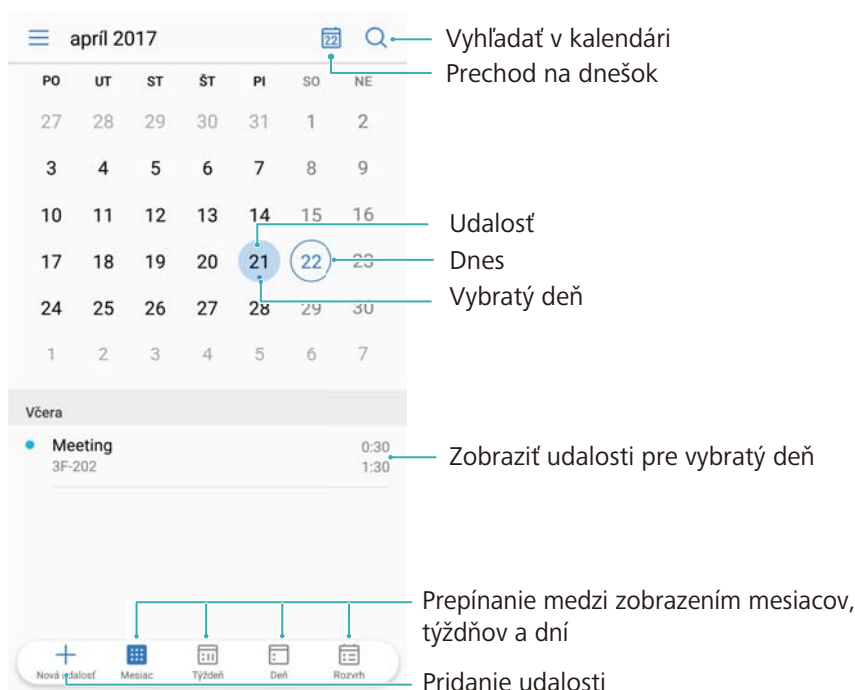 apríl 2017
22
Vyhľadať v kalendári
Prechod na dnešok
PO UT ST ŠT PI SO NE
27 28 29 30 31 1 2
3 4 5 6 7 8 9
10 11 12 13 14 15 16
Udalosť
17 18 19 20 21 22 23
Dnes
Vybratý deň
24 25 26 27 28 29 30
1 2 3 4 5 6 7
Včera
Meeting 0:30
3F-202 1:30
Zobraziť udalosti pre vybratý deň
Prepínanie medzi zobrazením mesiacov,
týždňov a dní
Nová udalosť Mesiac Týždeň Deň Rozvrh
Pridanie udalosti